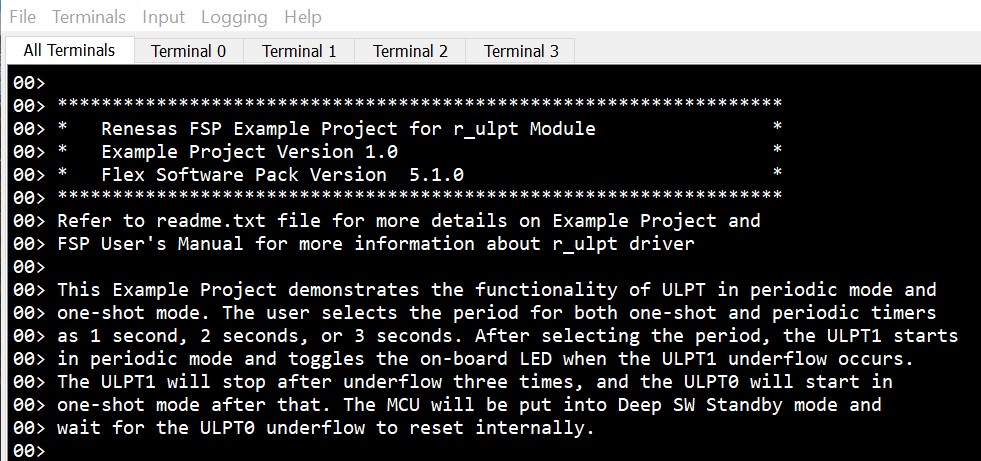 File Terminals Input Logging Help
All Terminals Terminal 0 Terminal 1 Terminal 2 Terminal 3
00>
00> ******************************************************************
00> *   Renesas FSP Example Project for r_ulpt Module                *
00> *   Example Project Version 1.0                                  *
00> *   Flex Software Pack Version  5.1.0                            *
00> ******************************************************************
00> Refer to readme.txt file for more details on Example Project and
00> FSP User's Manual for more information about r_ulpt driver
00>
00> This Example Project demonstrates the functionality of ULPT in periodic mode and
00> one-shot mode. The user selects the period for both one-shot and periodic timers
00> as 1 second, 2 seconds, or 3 seconds. After selecting the period, the ULPT1 starts
00> in periodic mode and toggles the on-board LED when the ULPT1 underflow occurs.
00> The ULPT1 will stop after underflow three times, and the ULPT0 will start in
00> one-shot mode after that. The MCU will be put into Deep SW Standby mode and
00> wait for the ULPT0 underflow to reset internally.
00>